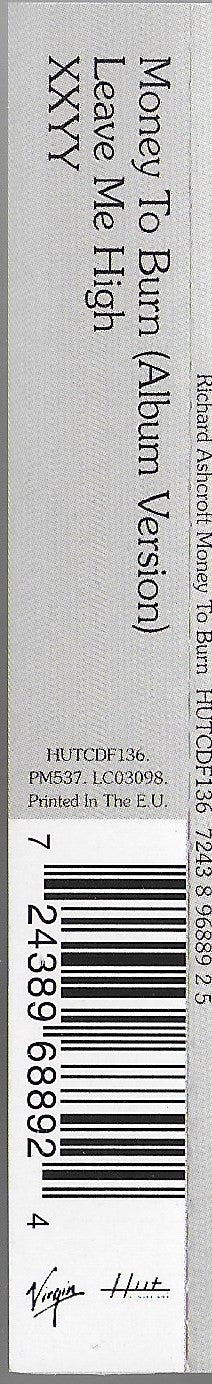 Money To Burn (Album Version)
Leave Me High
XXYY
HUTCDF136.
PM537. LC03098.
Printed In The E.U.
7 24389 68892 4
Virgin
Hut
Richard Ashcroft Money To Burn HUTCDF136 7243 8 96889 2 5